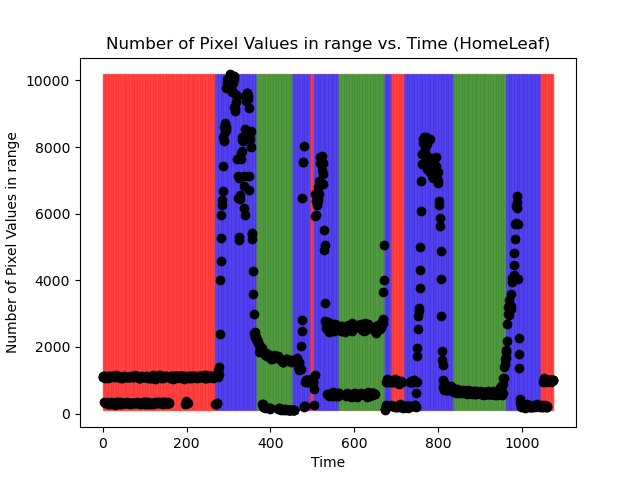 Number of Pixel Values in range vs. Time (HomeLeaf)
Number of Pixel Values in range
10000
8000
6000
4000
2000
0
0 200 400 600 800 1000
Time